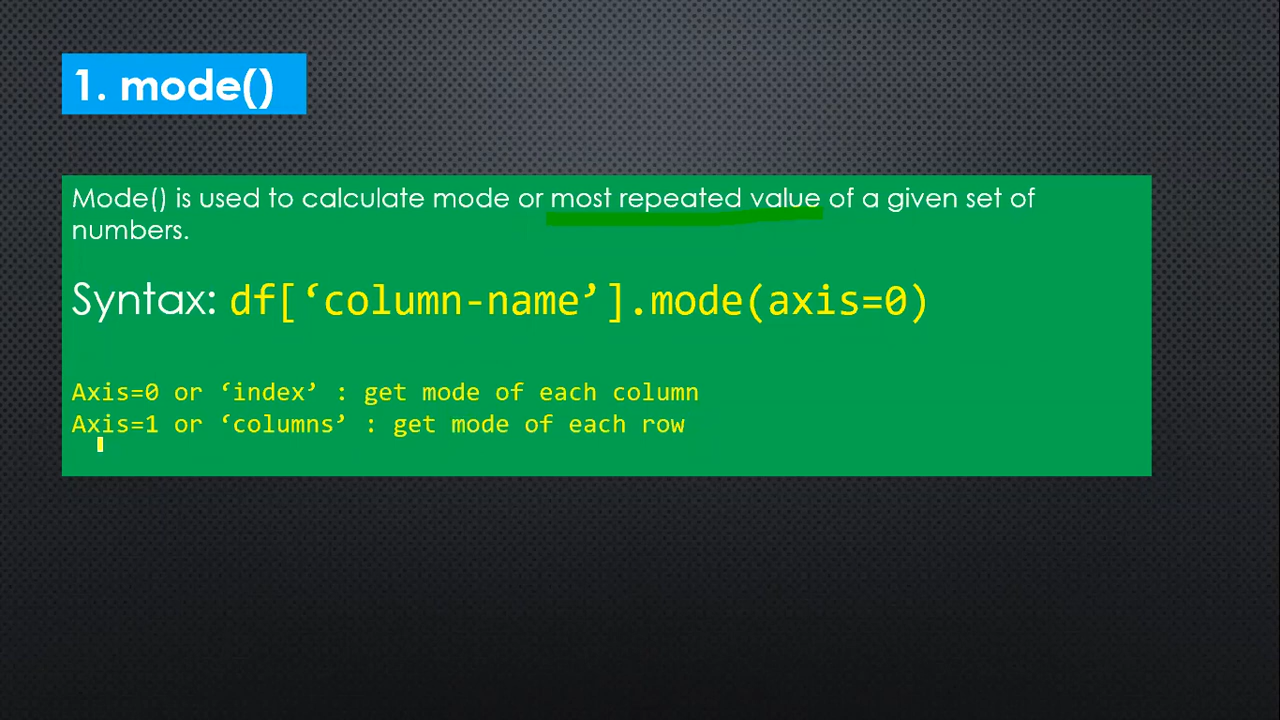 1. mode()
Mode() is used to calculate mode or most repeated value of a given set of
numbers.
Syntax: df[‘column-name’].mode(axis=0)
Axis=0 or ‘index’ : get mode of each column
Axis=1 or ‘columns’ : get mode of each row